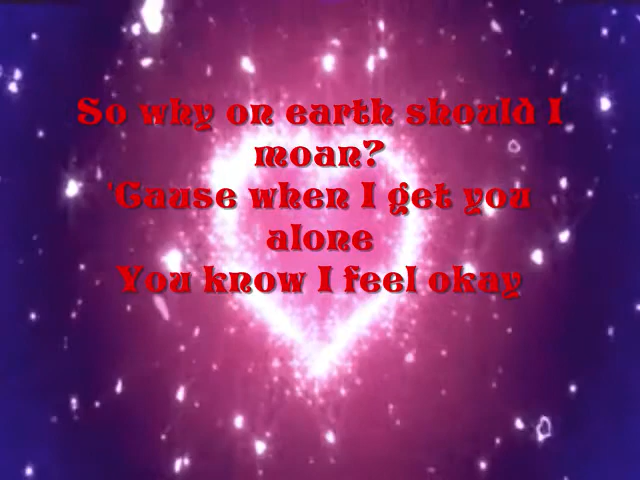 So why on earth should I
moan?
'Cause when I get you
alone
You know I feel okay